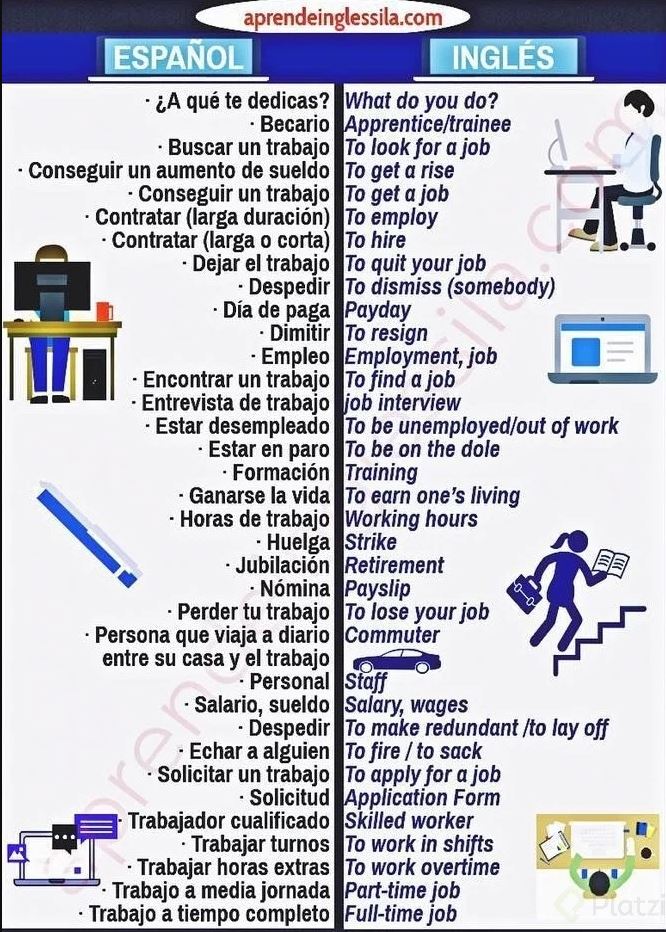 aprendeinglessila.com
ESPAÑOL INGLÉS
· ¿A qué te dedicas? What do you do?
· Becario Apprentice/trainee
· Buscar un trabajo To look for a job
· Conseguir un aumento de sueldo To get a rise
· Conseguir un trabajo To get a job
· Contratar (larga duración) To employ
· Contratar (larga o corta) To hire
· Dejar el trabajo To quit your job
· Despedir To dismiss (somebody)
· Día de paga Payday
· Dimitir To resign
· Empleo Employment, job
· Encontrar un trabajo To find a job
· Entrevista de trabajo job interview
· Estar desempleado To be unemployed/out of work
· Estar en paro To be on the dole
· Formación Training
· Ganarse la vida To earn one's living
· Horas de trabajo Working hours
· Huelga Strike
· Jubilación Retirement
· Nómina Payslip
· Perder tu trabajo To lose your job
· Persona que viaja a diario Commuter
entre su casa y el trabajo
· Personal Staff
· Salario, sueldo Salary, wages
· Despedir To make redundant /to lay off
· Echar a alguien To fire / to sack
· Solicitar un trabajo To apply for a job
· Solicitud Application Form
· Trabajador cualificado Skilled worker
· Trabajar turnos To work in shifts
· Trabajar horas extras To work overtime
· Trabajo a media jornada Part-time job
· Trabajo a tiempo completo Full-time job
Platzi